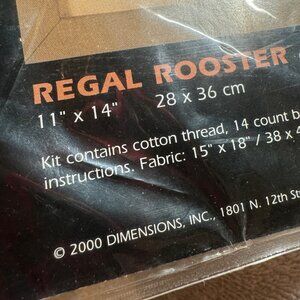 REGAL ROOSTER
11" x 14" 28 x 36 cm
Kit contains cotton thread, 14 count
instructions. Fabric: 15" x 18" / 38 x
© 2000 DIMENSIONS, INC., 1801 N. 12th